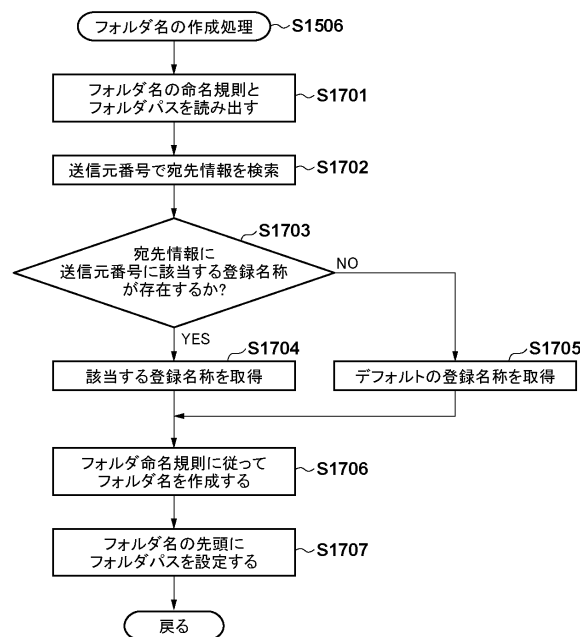 フォルダ名の作成処理
S1506
フォルダ名の命名規則と
フォルダパスを読み出す
S1701
送信元番号で宛先情報を検索
S1702
S1703
宛先情報に
送信元番号に該当する登録名称
が存在するか?
NO
YES
S1704
該当する登録名称を取得
S1705
デフォルトの登録名称を取得
フォルダ命名規則に従って
フォルダ名を作成する
S1706
フォルダ名の先頭に
フォルダパスを設定する
S1707
戻る